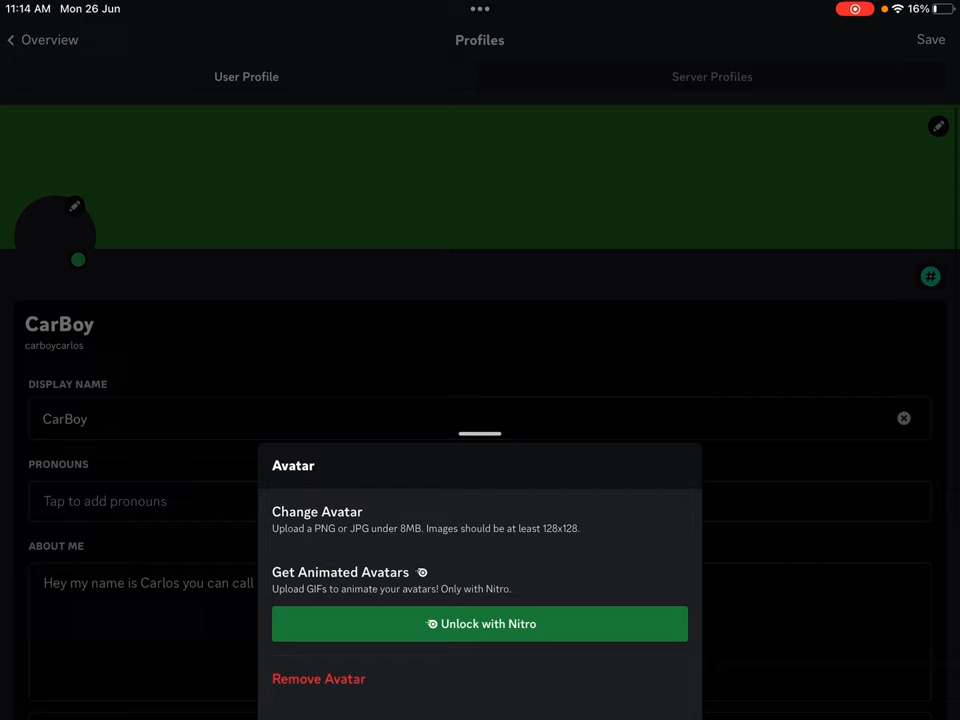 11:14 AM Mon 26 Jun
16%
Overview
Profiles
Save
User Profile
Server Profiles
CarBoy
carboycarlos
DISPLAY NAME
CarBoy
PRONOUNS
Tap to add pronouns
ABOUT ME
Hey my name is Carlos you can call
Avatar
Change Avatar
Upload a PNG or JPG under 8MB. Images should be at least 128x128.
Get Animated Avatars
Upload GIFs to animate your avatars! Only with Nitro.
Unlock with Nitro
Remove Avatar